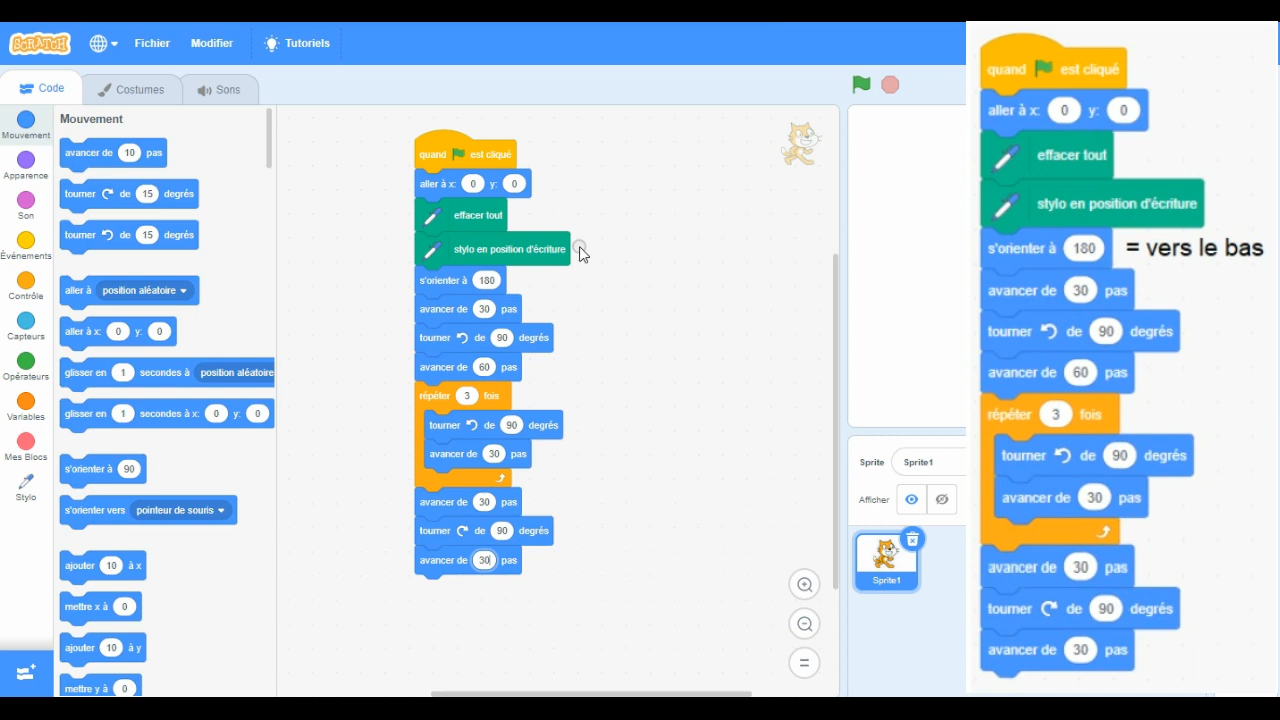 SCRATCH Fichier Modifier Tutoriels
Code Costumes Sons
Mouvement
Apparence
Son
Événements
Contrôle
Capteurs
Opérateurs
Variables
Mes Blocs
Stylo
Mouvement
avancer de 10 pas
tourner de 15 degrés
tourner de 15 degrés
aller à position aléatoire
aller à x: 0 y: 0
glisser en 1 secondes à position aléatoire
glisser en 1 secondes à x: 0 y: 0
s'orienter à 90
s'orienter vers pointeur de souris
ajouter 10 à x
mettre x à 0
ajouter 10 à y
mettre y à 0
quand est cliqué
aller à x: 0 y: 0
effacer tout
stylo en position d'écriture
s'orienter à 180
avancer de 30 pas
tourner de 90 degrés
avancer de 60 pas
répéter 3 fois
tourner de 90 degrés
avancer de 30 pas
avancer de 30 pas
tourner de 90 degrés
avancer de 30 pas
Sprite Sprite1
Afficher
Sprite1
quand est cliqué
aller à x: 0 y: 0
effacer tout
stylo en position d'écriture
s'orienter à 180 = vers le bas
avancer de 30 pas
tourner de 90 degrés
avancer de 60 pas
répéter 3 fois
tourner de 90 degrés
avancer de 30 pas
avancer de 30 pas
tourner de 90 degrés
avancer de 30 pas